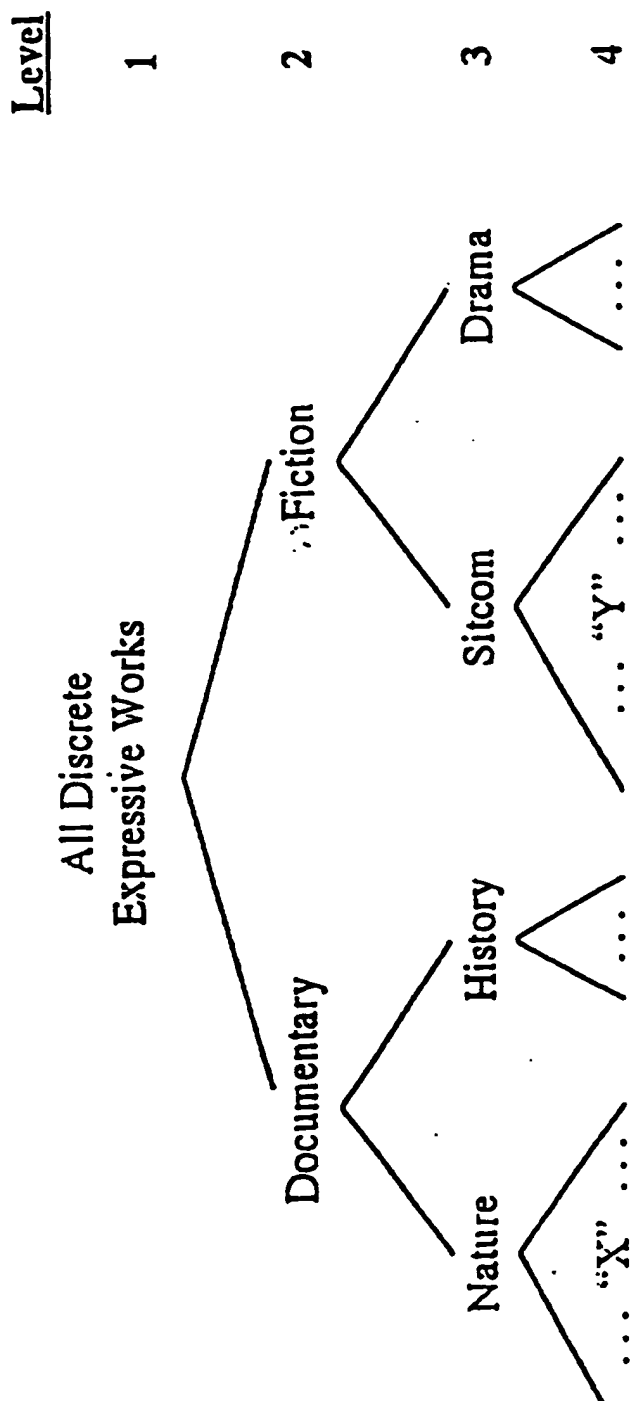 Level
All Discrete
Expressive Works
1
Documentary
Fiction
2
Nature
History
Sitcom
Drama
3
... "X" ...
...
... "Y" ...
...
4